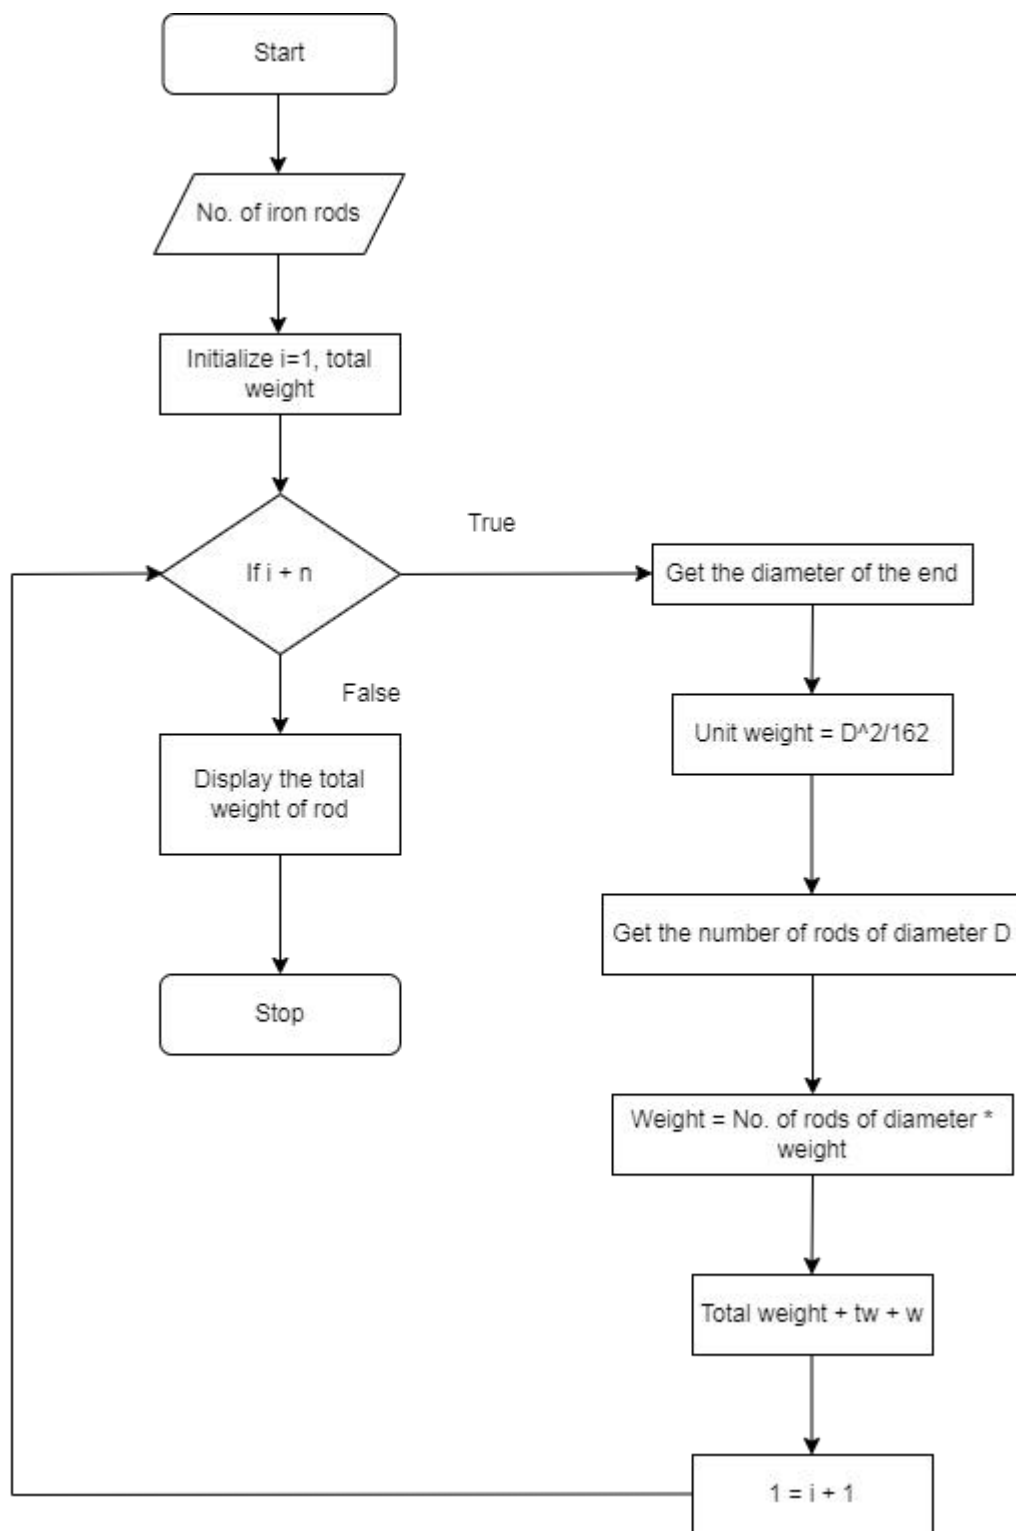 Start
No. of iron rods
Initialize i=1, total
weight
If i + n
True
False
Display the total
weight of rod
Stop
Get the diameter of the end
Unit weight = D^2/162
Get the number of rods of diameter D
Weight = No. of rods of diameter *
weight
Total weight + tw + w
1 = i + 1